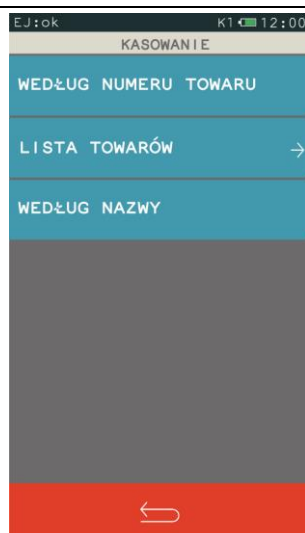 EJ:ok K1 12:00
KASOWANIE
WEDŁUG NUMERU TOWARU
LISTA TOWARÓW
WEDŁUG NAZWY